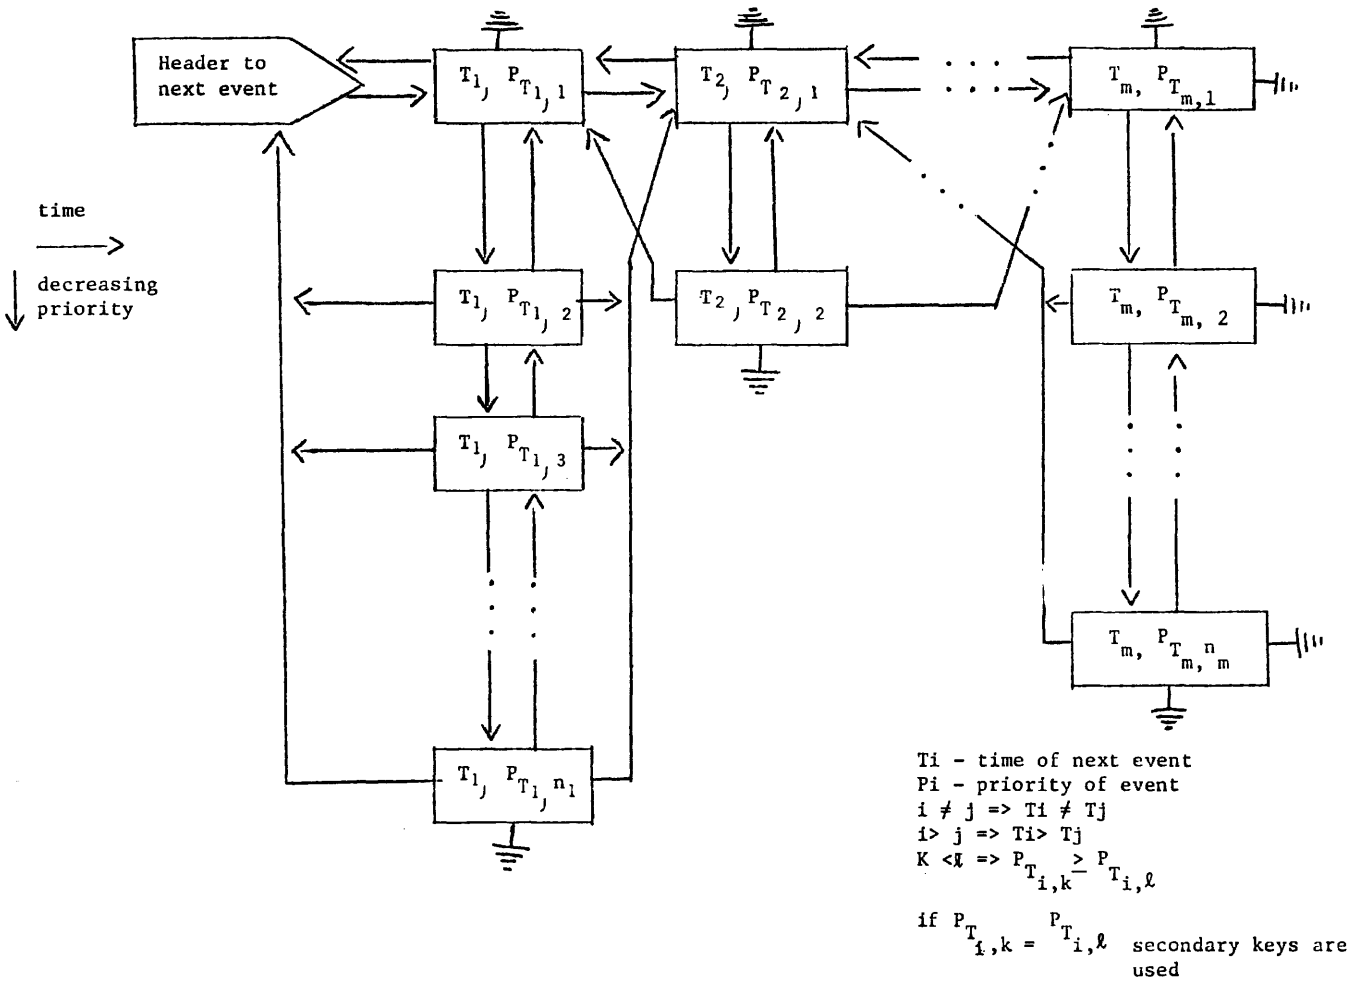 Header to
next event
T1, PT1,1
T2, PT2,1
. . .
. . .
Tm, PTm,1
time
decreasing
priority
T1, PT1,2
T2, PT2,2
Tm, PTm,2
T1, PT1,3
T1, PT1,n1
Tm, PTm,nm
Ti - time of next event
Pi - priority of event
i ≠ j => Ti ≠ Tj
i> j => Ti> Tj
K <ℓ => PTi,k ≥ PTi,ℓ
if PTi,k = PTi,ℓ secondary keys are
used